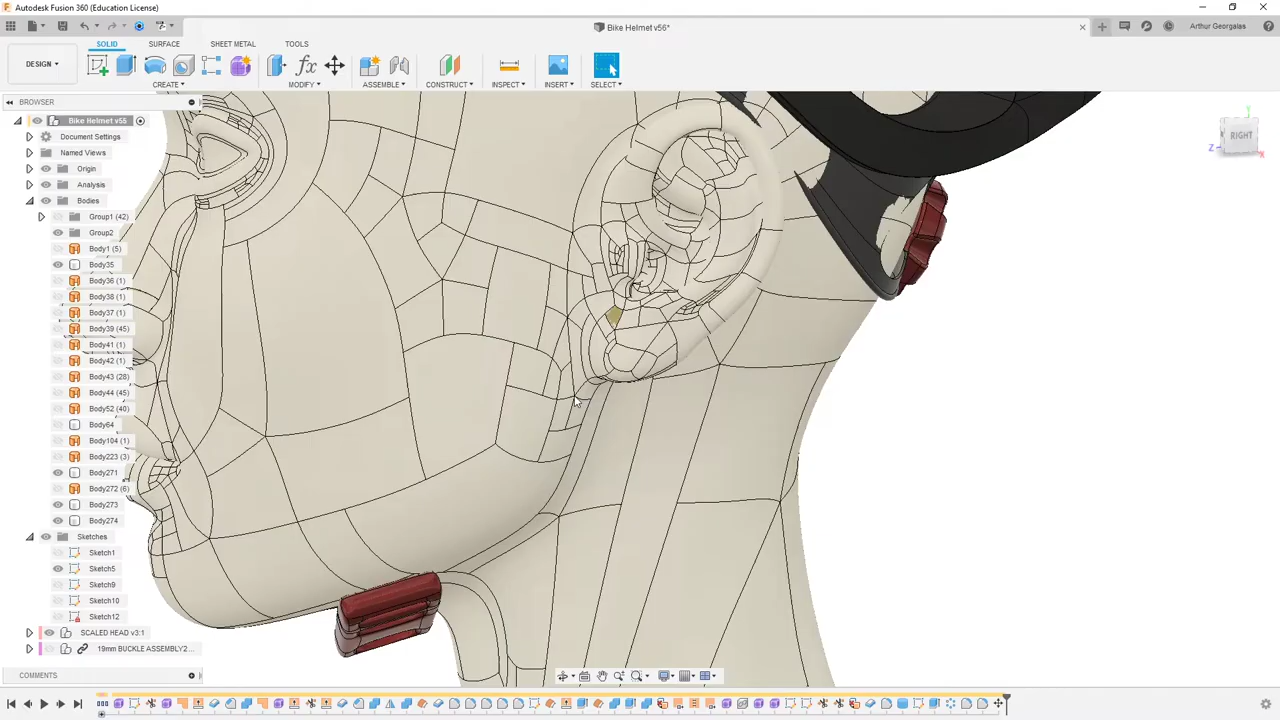 Autodesk Fusion 360 (Education License)
Bike Helmet v56*
Arthur Georgalas
SOLID SURFACE SHEET METAL TOOLS
DESIGN
CREATE MODIFY ASSEMBLE CONSTRUCT INSPECT INSERT SELECT
BROWSER
Bike Helmet v55
Document Settings
Named Views
Origin
Analysis
Bodies
Group1 (42)
Group2
Body1 (5)
Body35
Body36 (1)
Body38 (1)
Body37 (1)
Body39 (45)
Body41 (1)
Body42 (1)
Body43 (28)
Body44 (45)
Body52 (40)
Body64
Body104 (1)
Body223 (3)
Body271
Body272 (6)
Body273
Body274
Sketches
Sketch1
Sketch5
Sketch9
Sketch10
Sketch12
SCALED HEAD v3:1
19mm BUCKLE ASSEMBLY2...
COMMENTS
RIGHT
Y
Z
X